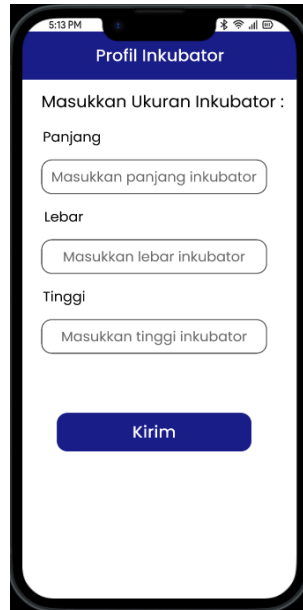 5:13 PM
Profil Inkubator
Masukkan Ukuran Inkubator :
Panjang
Masukkan panjang inkubator
Lebar
Masukkan lebar inkubator
Tinggi
Masukkan tinggi inkubator
Kirim